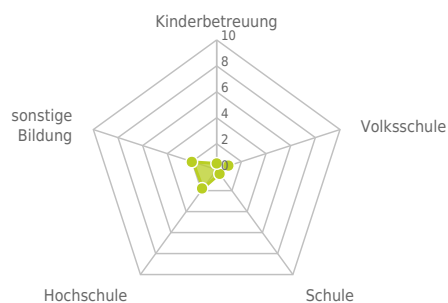 Kinderbetreuung
10
8
6
4
2
0
sonstige
Bildung
Volksschule
Hochschule
Schule